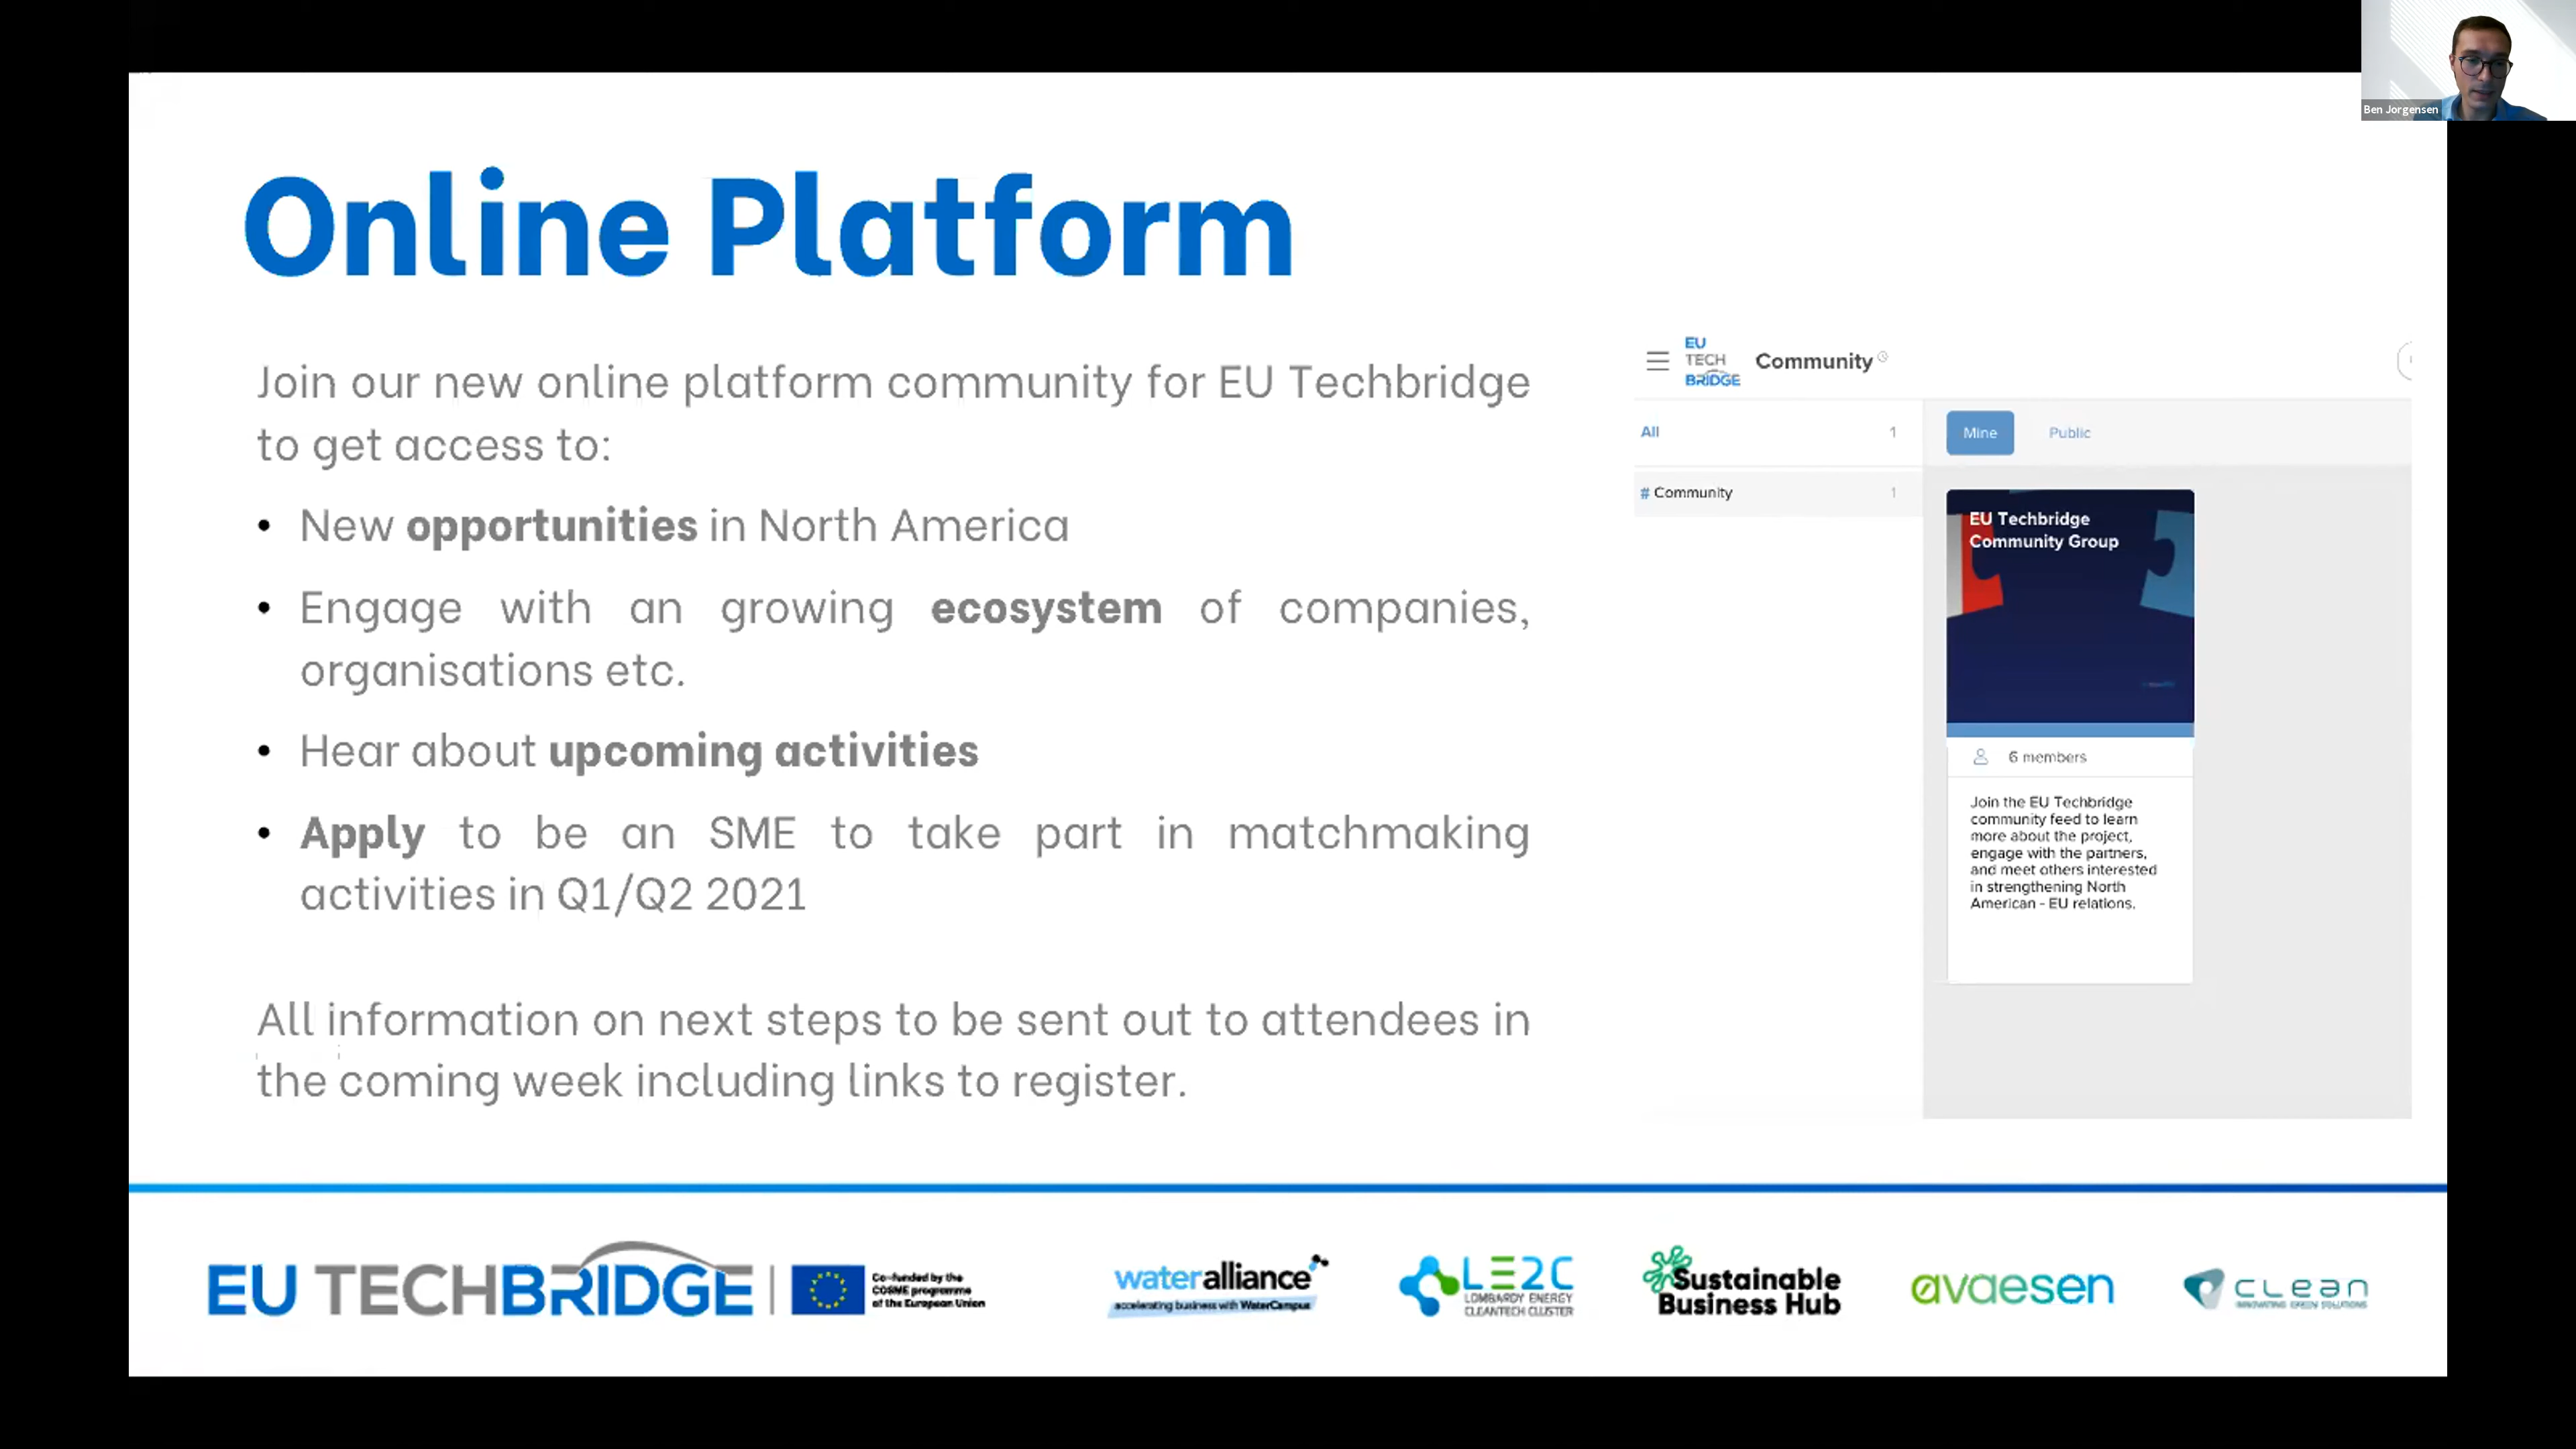 Ben Jorgensen
Online Platform
Join our new online platform community for EU Techbridge
to get access to:
• New opportunities in North America
• Engage with an growing ecosystem of companies,
organisations etc.
• Hear about upcoming activities
• Apply to be an SME to take part in matchmaking
activities in Q1/Q2 2021
All information on next steps to be sent out to attendees in
the coming week including links to register.
EU
TECH
BRIDGE
Community
All 1
Mine Public
# Community 1
EU Techbridge
Community Group
6 members
Join the EU Techbridge
community feed to learn
more about the project,
engage with the partners,
and meet others interested
in strengthening North
American - EU relations.
EU TECHBRIDGE
Co-funded by the
COSME programme
of the European Union
wateralliance
accelerating business with WaterCampus
LE2C
LOMBARDY ENERGY
CLEANTECH CLUSTER
Sustainable
Business Hub
avaesen
CLEAN
INNOVATING GREEN SOLUTIONS